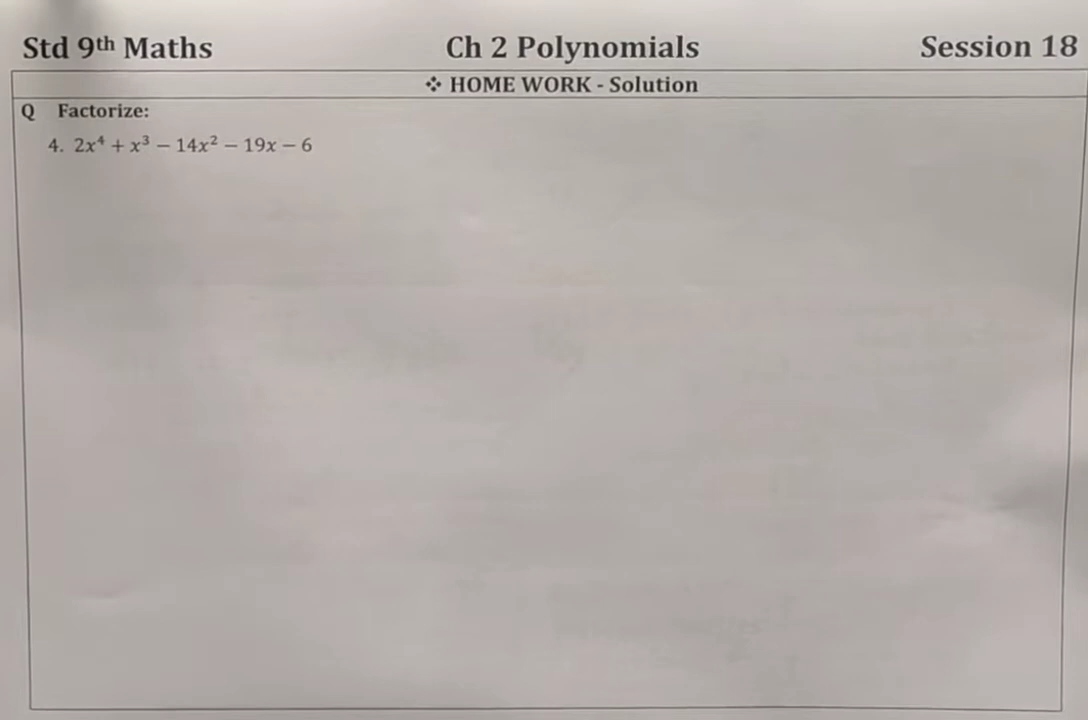 Std 9th Maths Ch 2 Polynomials Session 18
❖ HOME WORK - Solution
Q Factorize:
4. 2x⁴ + x³ – 14x² – 19x – 6